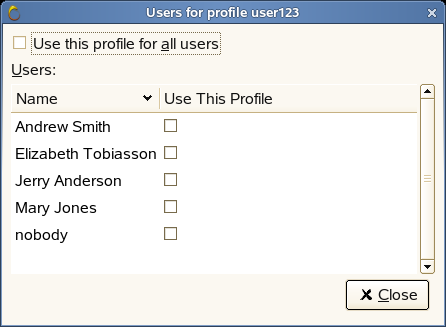 Users for profile user123
Use this profile for all users
Users:
Name Use This Profile
Andrew Smith
Elizabeth Tobiasson
Jerry Anderson
Mary Jones
nobody
Close